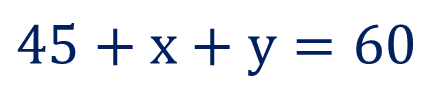 45 + x + y = 60